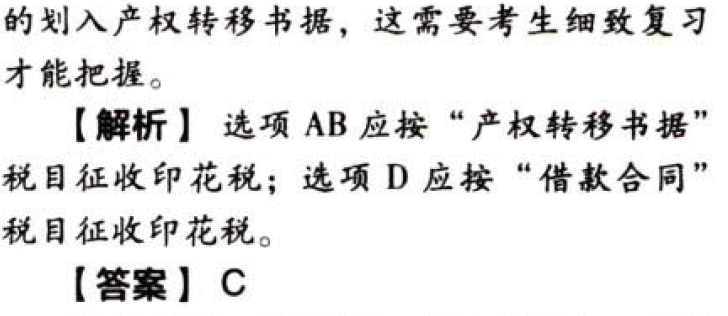 的划入产权转移书据，这需要考生细致复习
才能把握。
【解析】 选项 AB 应按“产权转移书据”
税目征收印花税；选项 D 应按“借款合同”
税目征收印花税。
【答案】 C